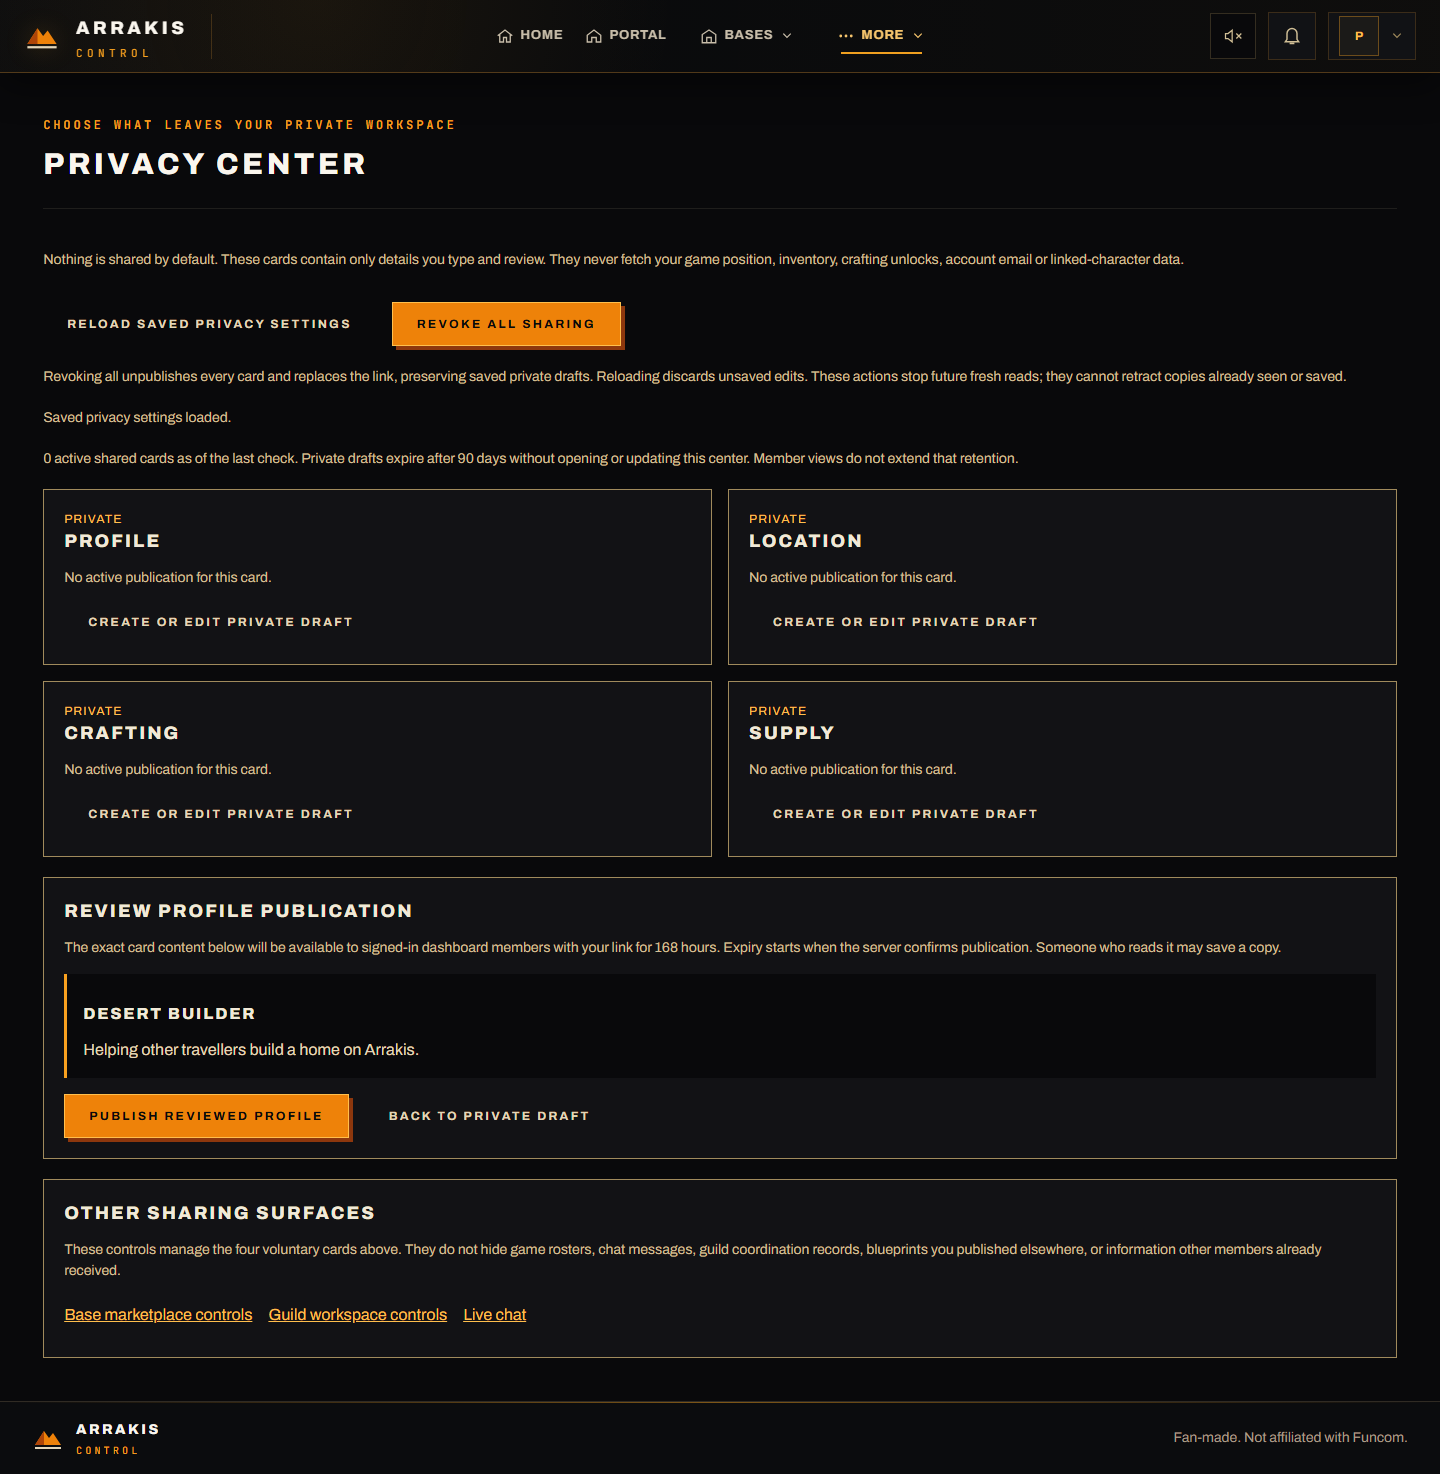 ARRAKIS
CONTROL
HOME
PORTAL
BASES
MORE
P
CHOOSE WHAT LEAVES YOUR PRIVATE WORKSPACE
PRIVACY CENTER
Nothing is shared by default. These cards contain only details you type and review. They never fetch your game position, inventory, crafting unlocks, account email or linked-character data.
RELOAD SAVED PRIVACY SETTINGS
REVOKE ALL SHARING
Revoking all unpublishes every card and replaces the link, preserving saved private drafts. Reloading discards unsaved edits. These actions stop future fresh reads; they cannot retract copies already seen or saved.
Saved privacy settings loaded.
0 active shared cards as of the last check. Private drafts expire after 90 days without opening or updating this center. Member views do not extend that retention.
PRIVATE
PROFILE
No active publication for this card.
CREATE OR EDIT PRIVATE DRAFT
PRIVATE
LOCATION
No active publication for this card.
CREATE OR EDIT PRIVATE DRAFT
PRIVATE
CRAFTING
No active publication for this card.
CREATE OR EDIT PRIVATE DRAFT
PRIVATE
SUPPLY
No active publication for this card.
CREATE OR EDIT PRIVATE DRAFT
REVIEW PROFILE PUBLICATION
The exact card content below will be available to signed-in dashboard members with your link for 168 hours. Expiry starts when the server confirms publication. Someone who reads it may save a copy.
DESERT BUILDER
Helping other travellers build a home on Arrakis.
PUBLISH REVIEWED PROFILE
BACK TO PRIVATE DRAFT
OTHER SHARING SURFACES
These controls manage the four voluntary cards above. They do not hide game rosters, chat messages, guild coordination records, blueprints you published elsewhere, or information other members already
received.
Base marketplace controls
Guild workspace controls
Live chat
ARRAKIS
CONTROL
Fan-made. Not affiliated with Funcom.